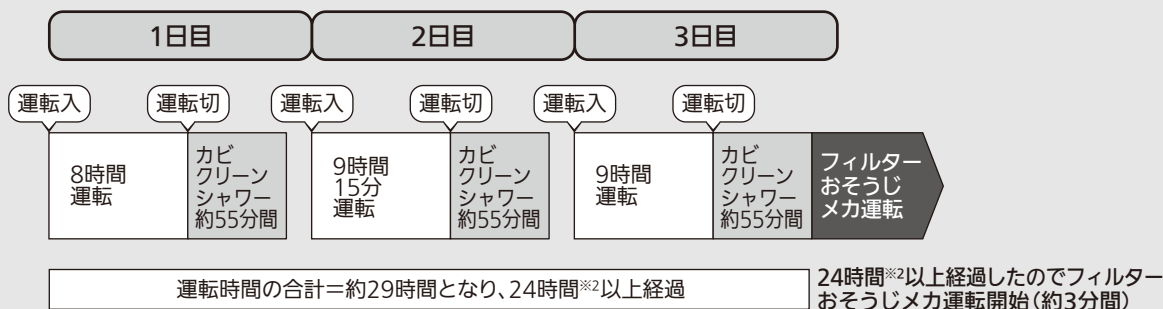 1日目
2日目
3日目
運転入
運転切
運転入
運転切
運転入
運転切
8時間
運転
カビ
クリーン
シャワー
約55分間
9時間
15分
運転
カビ
クリーン
シャワー
約55分間
9時間
運転
カビ
クリーン
シャワー
約55分間
フィルター
おそうじ
メカ運転
運転時間の合計=約29時間となり、24時間※2以上経過
24時間※2以上経過したのでフィルター
おそうじメカ運転開始(約3分間)